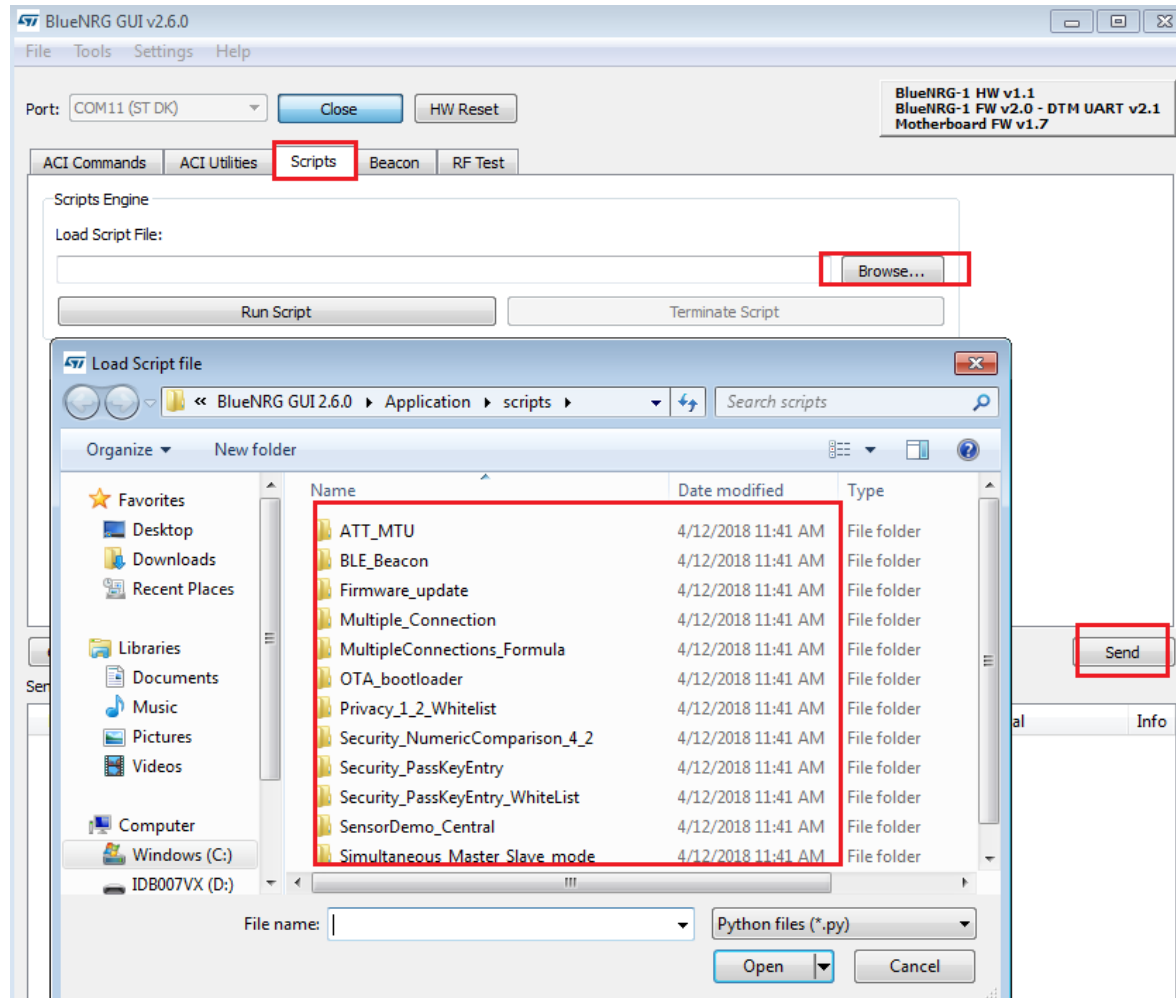 BlueNRG GUI v2.6.0
File Tools Settings Help
Port: COM11 (ST DK) Close HW Reset
BlueNRG-1 HW v1.1
BlueNRG-1 FW v2.0 - DTM UART v2.1
Motherboard FW v1.7
ACI Commands ACI Utilities Scripts Beacon RF Test
Scripts Engine
Load Script File:
Browse...
Run Script Terminate Script
Load Script file
« BlueNRG GUI 2.6.0 Application scripts Search scripts
Organize New folder
Name Date modified Type
Favorites
Desktop
Downloads
Recent Places
Libraries
Documents
Music
Pictures
Videos
Computer
Windows (C:)
IDB007VX (D:)
ATT_MTU 4/12/2018 11:41 AM File folder
BLE_Beacon 4/12/2018 11:41 AM File folder
Firmware_update 4/12/2018 11:41 AM File folder
Multiple_Connection 4/12/2018 11:41 AM File folder
MultipleConnections_Formula 4/12/2018 11:41 AM File folder
OTA_bootloader 4/12/2018 11:41 AM File folder
Privacy_1_2_Whitelist 4/12/2018 11:41 AM File folder
Security_NumericComparison_4_2 4/12/2018 11:41 AM File folder
Security_PassKeyEntry 4/12/2018 11:41 AM File folder
Security_PassKeyEntry_WhiteList 4/12/2018 11:41 AM File folder
SensorDemo_Central 4/12/2018 11:41 AM File folder
Simultaneous_Master_Slave_mode 4/12/2018 11:41 AM File folder
Send
Ser
al Info
File name: Python files (*.py)
Open Cancel